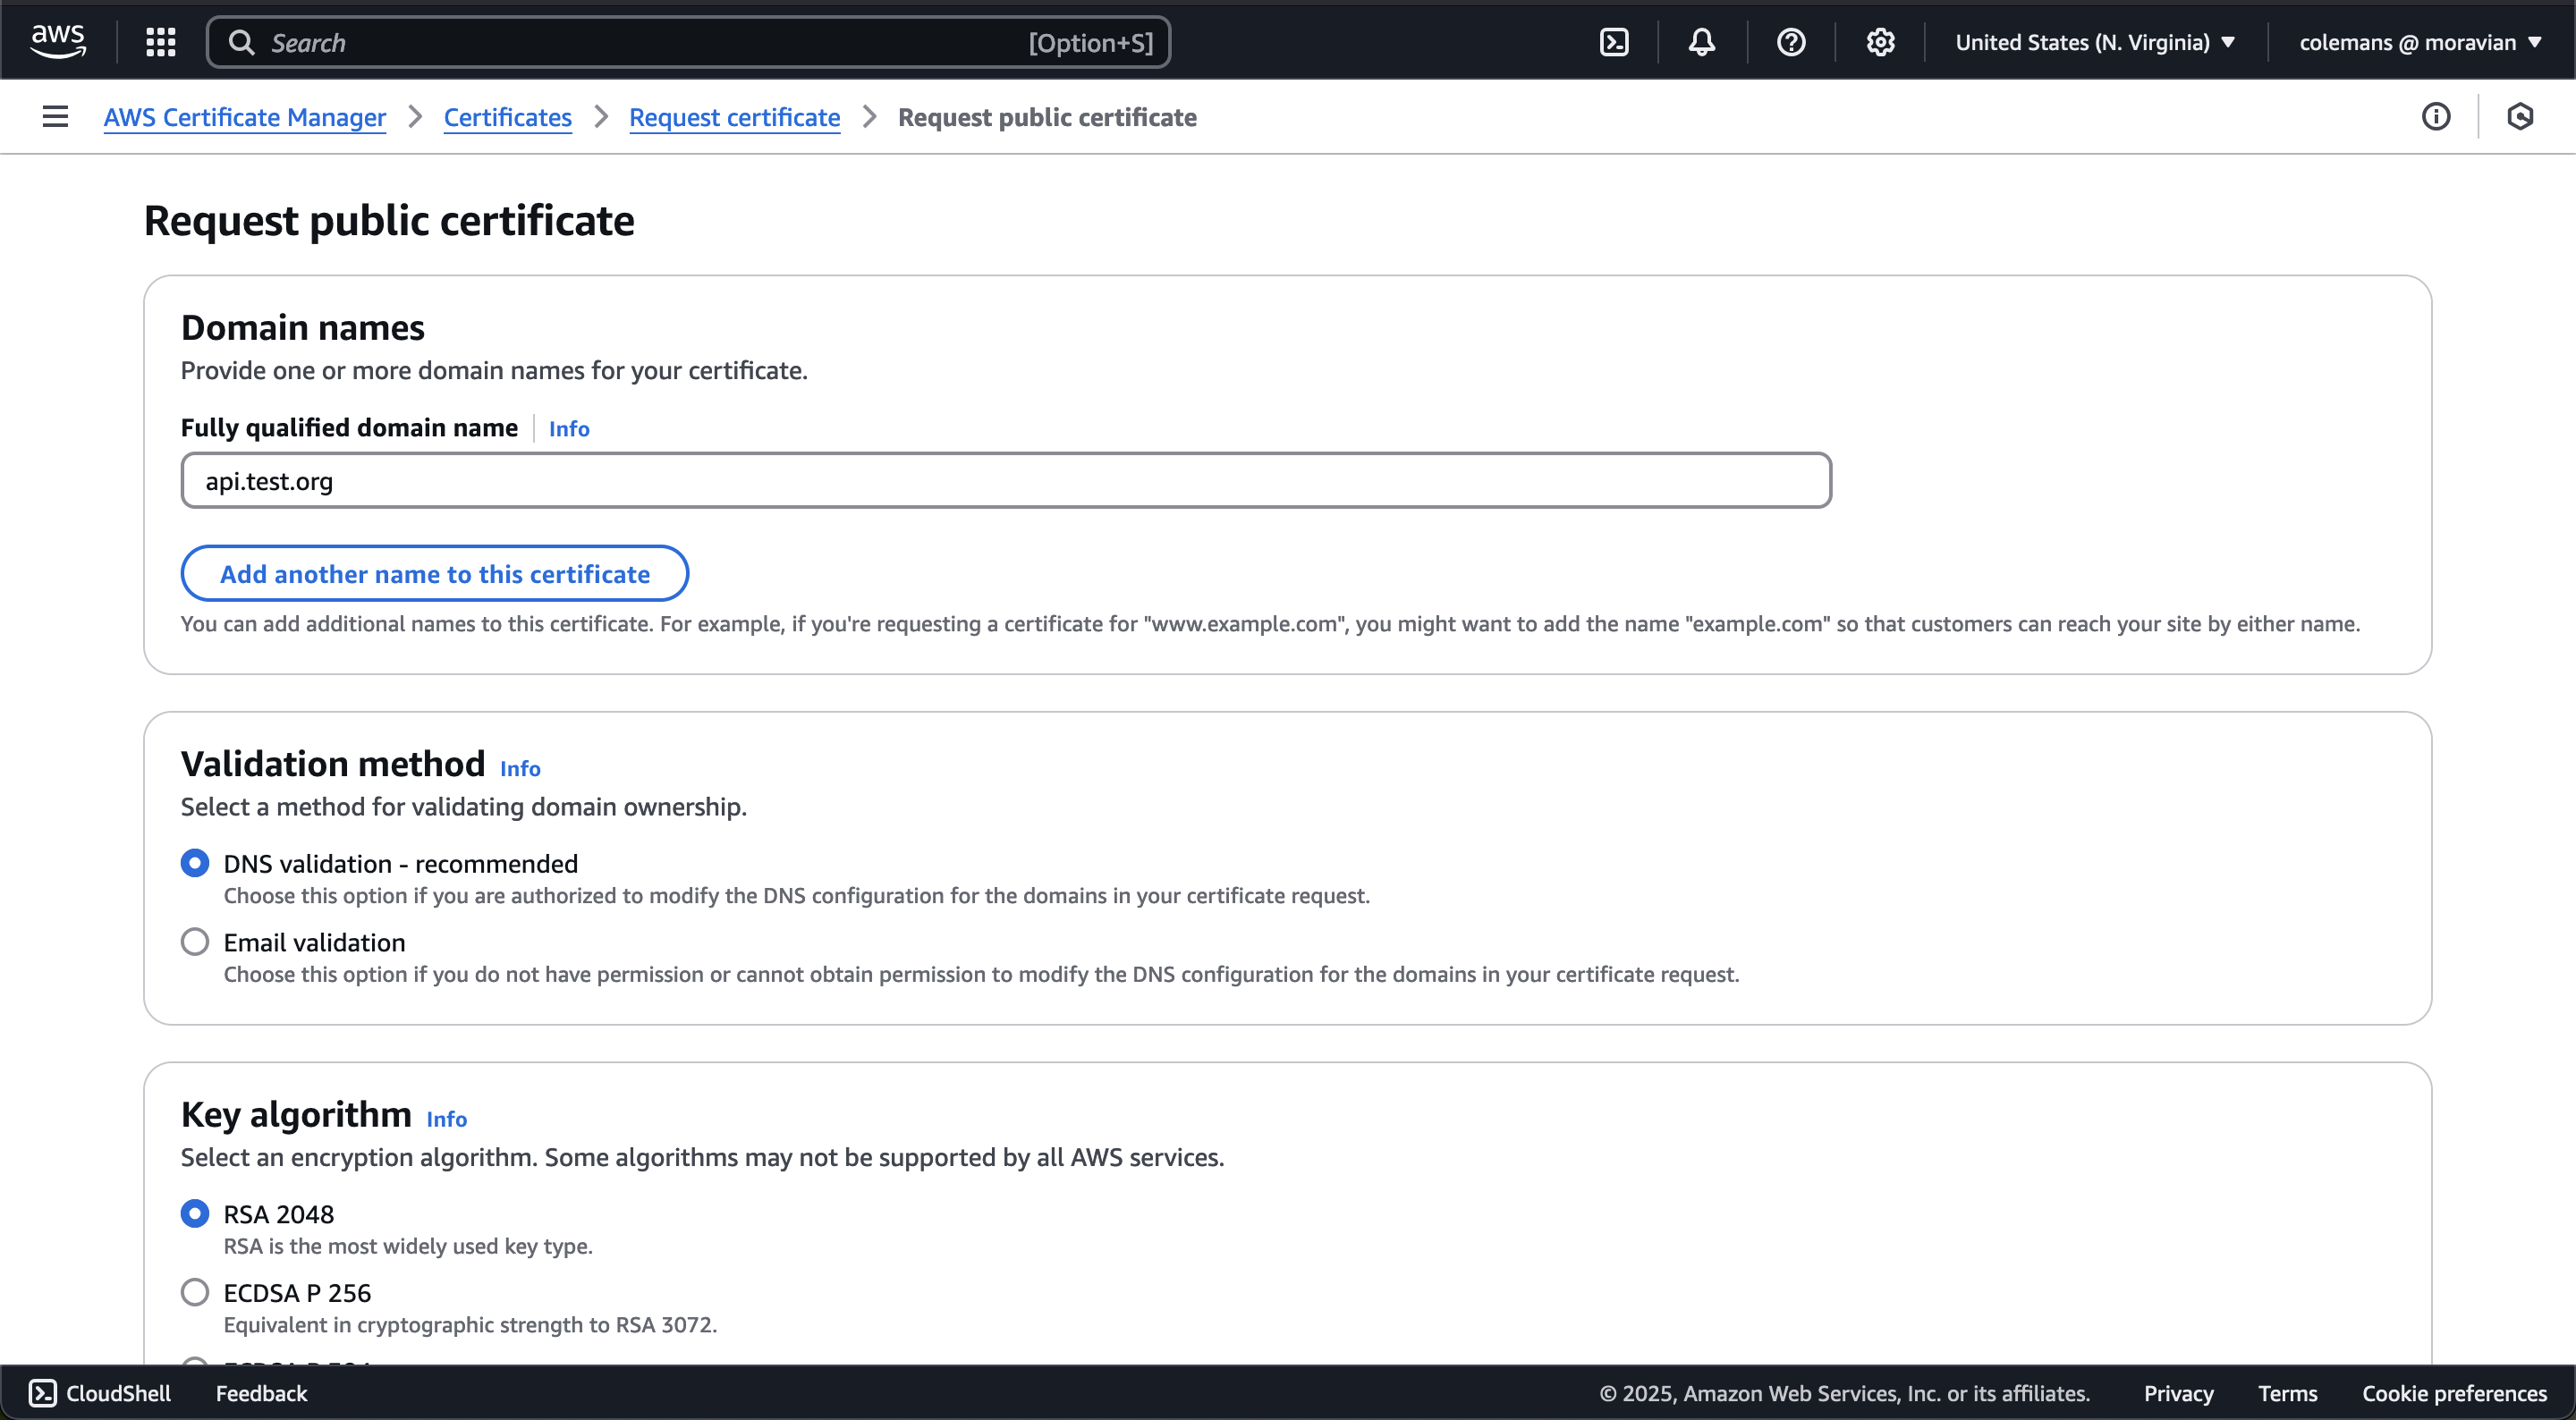 aws
Search
[Option+S]
United States (N. Virginia)
colemans @ moravian
AWS Certificate Manager
Certificates
Request certificate
Request public certificate
Request public certificate
Domain names
Provide one or more domain names for your certificate.
Fully qualified domain name
Info
api.test.org
Add another name to this certificate
You can add additional names to this certificate. For example, if you're requesting a certificate for "www.example.com", you might want to add the name "example.com" so that customers can reach your site by either name.
Validation method Info
Select a method for validating domain ownership.
DNS validation - recommended
Choose this option if you are authorized to modify the DNS configuration for the domains in your certificate request.
Email validation
Choose this option if you do not have permission or cannot obtain permission to modify the DNS configuration for the domains in your certificate request.
Key algorithm Info
Select an encryption algorithm. Some algorithms may not be supported by all AWS services.
RSA 2048
RSA is the most widely used key type.
ECDSA P 256
Equivalent in cryptographic strength to RSA 3072.
CloudShell
Feedback
© 2025, Amazon Web Services, Inc. or its affiliates.
Privacy
Terms
Cookie preferences